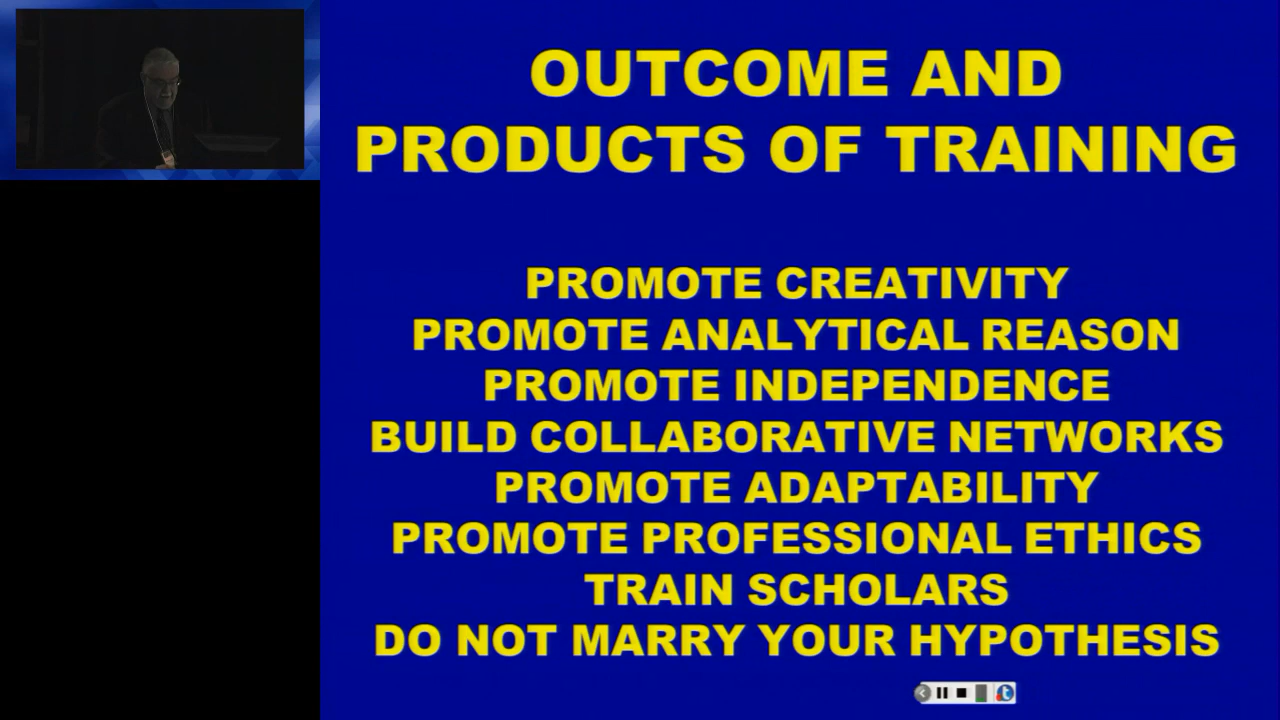 OUTCOME AND
PRODUCTS OF TRAINING
PROMOTE CREATIVITY
PROMOTE ANALYTICAL REASON
PROMOTE INDEPENDENCE
BUILD COLLABORATIVE NETWORKS
PROMOTE ADAPTABILITY
PROMOTE PROFESSIONAL ETHICS
TRAIN SCHOLARS
DO NOT MARRY YOUR HYPOTHESIS